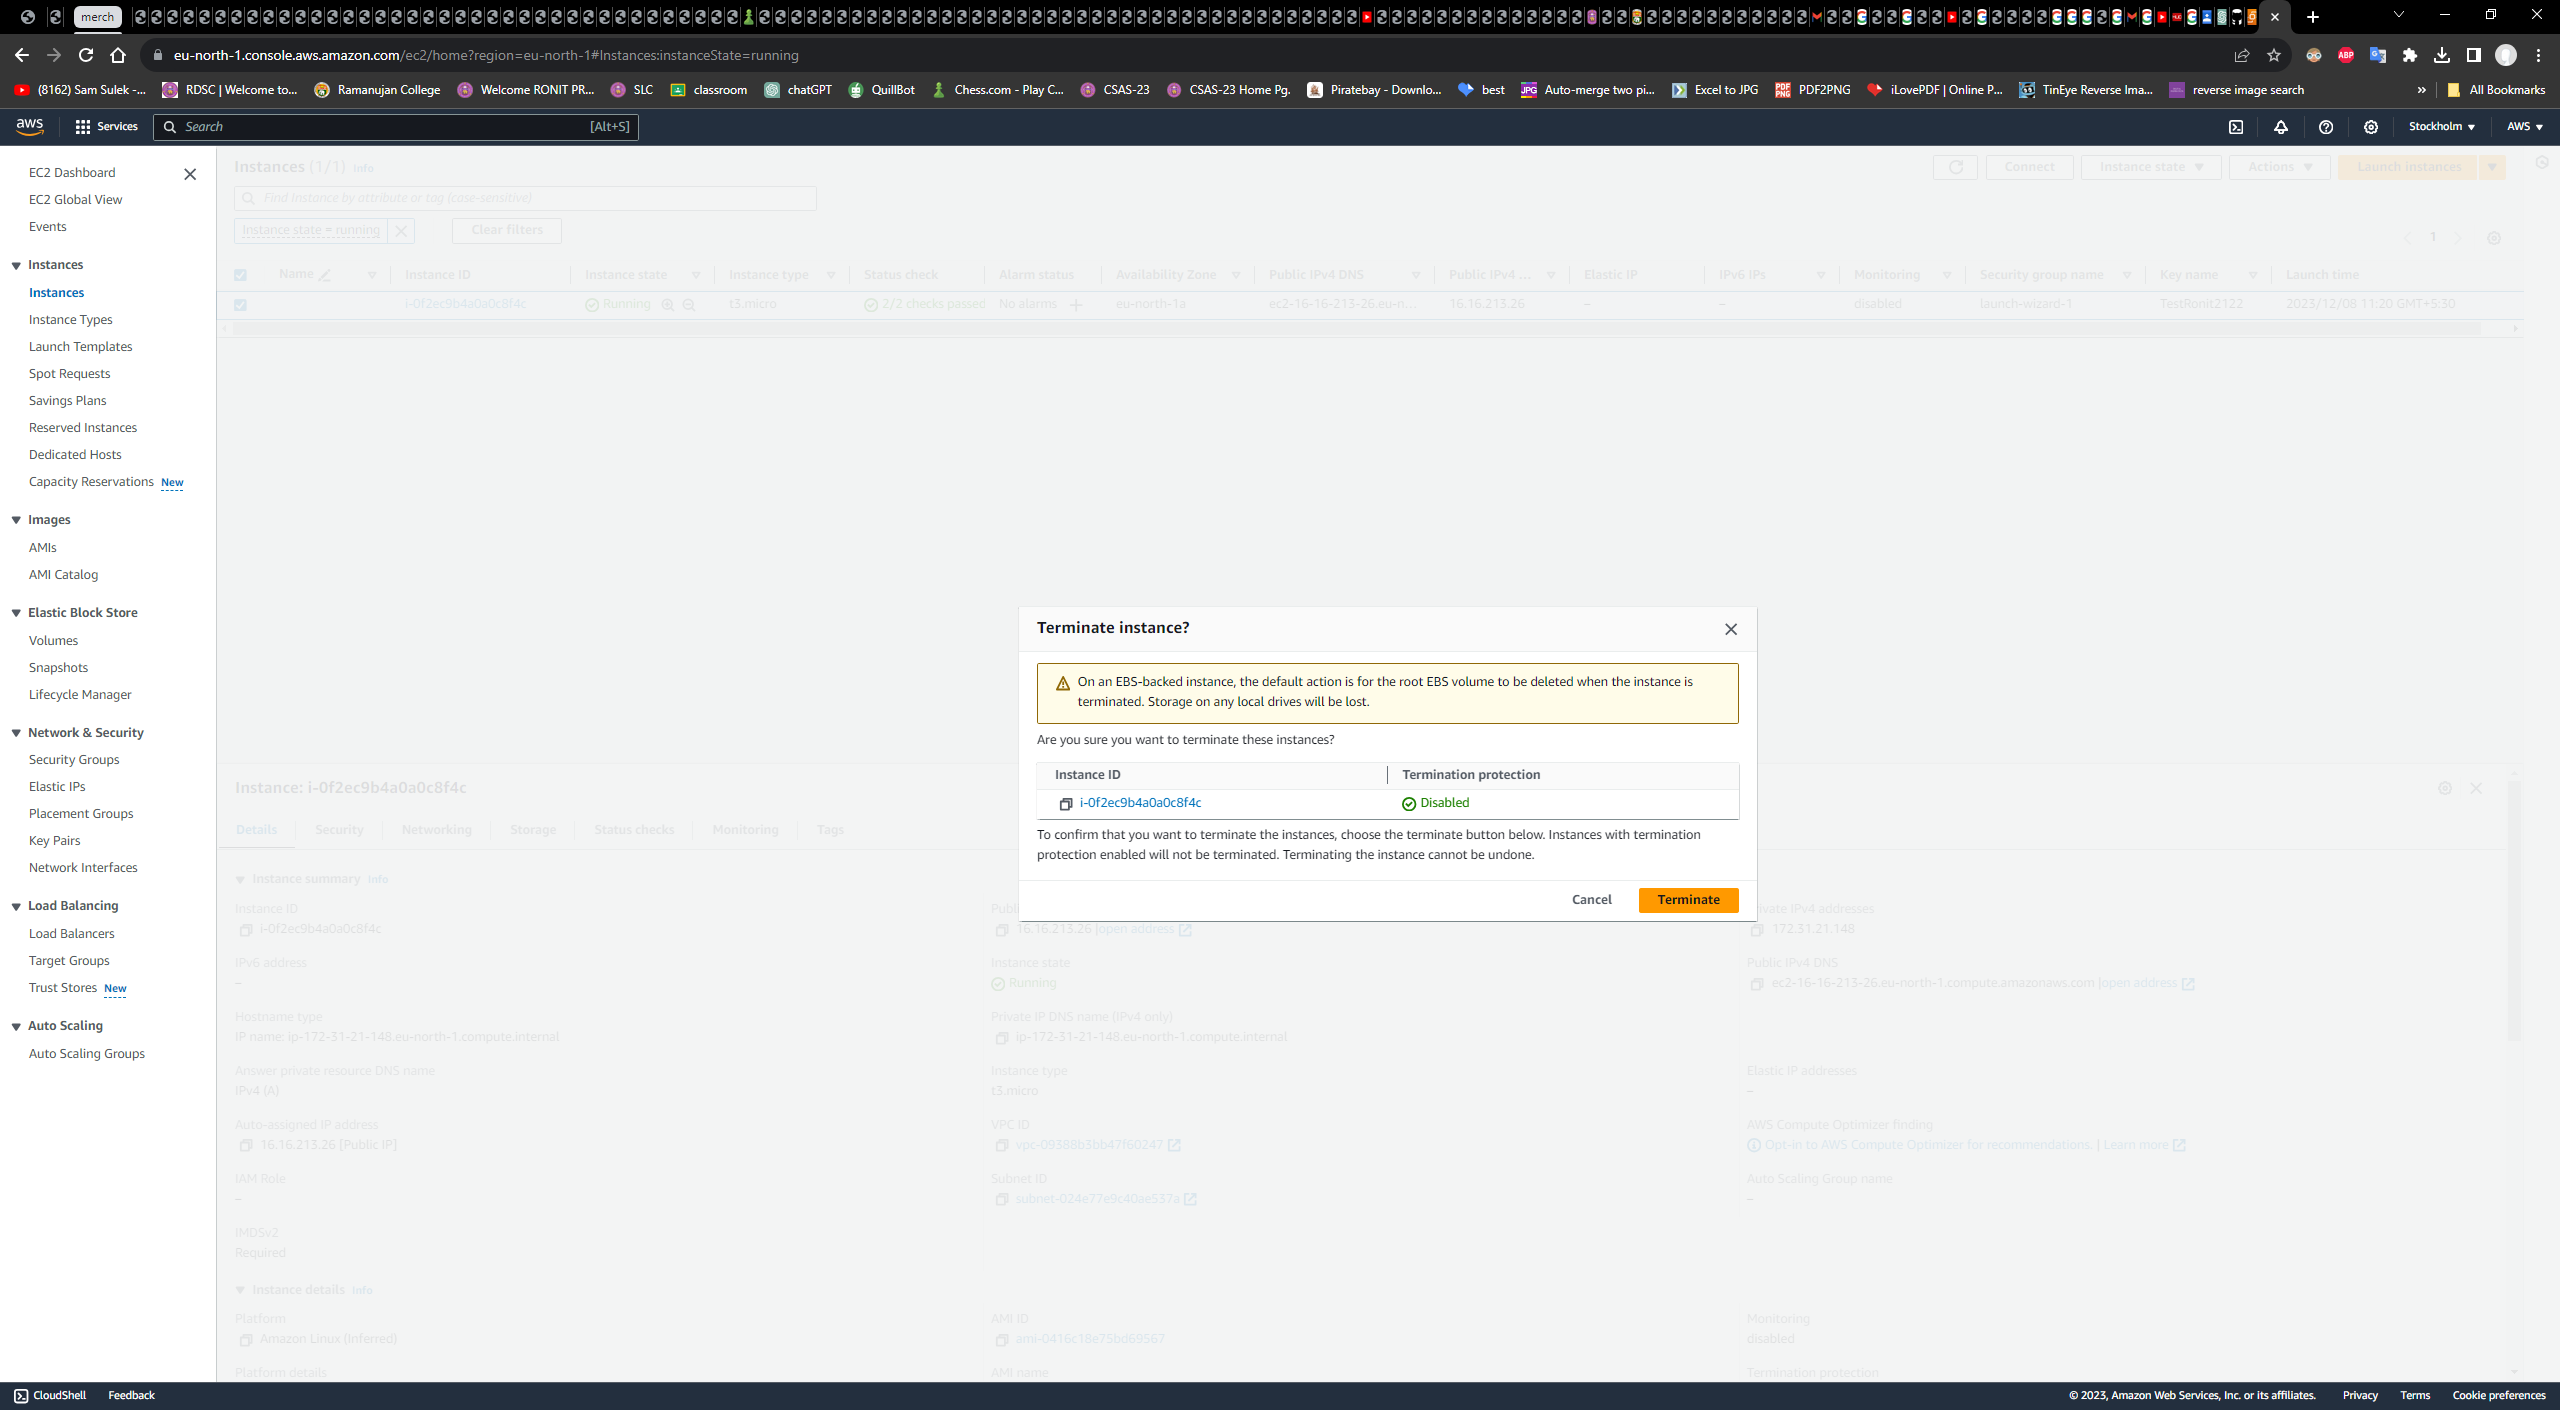 merch
eu-north-1.console.aws.amazon.com/ec2/home?region=eu-north-1#Instances:instanceState=running
(8162) Sam Sulek -... RDSC | Welcome to... Ramanujan College Welcome RONIT PR... SLC classroom chatGPT QuillBot Chess.com - Play C... CSAS-23 CSAS-23 Home Pg. Piratebay - Downlo... best Auto-merge two pi... Excel to JPG PDF2PNG iLovePDF | Online P... TinEye Reverse Ima... reverse image search » All Bookmarks
aws Services Search [Alt+S] Stockholm AWS
EC2 Dashboard
EC2 Global View
Events
Instances
Instances
Instance Types
Launch Templates
Spot Requests
Savings Plans
Reserved Instances
Dedicated Hosts
Capacity Reservations New
Images
AMIs
AMI Catalog
Elastic Block Store
Volumes
Snapshots
Lifecycle Manager
Network & Security
Security Groups
Elastic IPs
Placement Groups
Key Pairs
Network Interfaces
Load Balancing
Load Balancers
Target Groups
Trust Stores New
Auto Scaling
Auto Scaling Groups
Instances (1/1) Info
Connect Instance state Actions Launch instances
Find Instance by attribute or tag (case-sensitive)
Instance state = running Clear filters
1
Name Instance ID Instance state Instance type Status check Alarm status Availability Zone Public IPv4 DNS Public IPv4 ... Elastic IP IPv6 IPs Monitoring Security group name Key name Launch time
i-0f2ec9b4a0a0c8f4c Running t3.micro 2/2 checks passed No alarms + eu-north-1a ec2-16-16-213-26.eu-n... 16.16.213.26 – – disabled launch-wizard-1 TestRonit2122 2023/12/08 11:20 GMT+5:30
Terminate instance?
On an EBS-backed instance, the default action is for the root EBS volume to be deleted when the instance is
terminated. Storage on any local drives will be lost.
Are you sure you want to terminate these instances?
Instance ID Termination protection
i-0f2ec9b4a0a0c8f4c Disabled
To confirm that you want to terminate the instances, choose the terminate button below. Instances with termination
protection enabled will not be terminated. Terminating the instance cannot be undone.
Cancel Terminate
Instance: i-0f2ec9b4a0a0c8f4c
Details Security Networking Storage Status checks Monitoring Tags
Instance summary Info
Instance ID
i-0f2ec9b4a0a0c8f4c
Publi
16.16.213.26 |open address
rivate IPv4 addresses
172.31.21.148
IPv6 address
–
Instance state
Running
Public IPv4 DNS
ec2-16-16-213-26.eu-north-1.compute.amazonaws.com |open address
Hostname type
IP name: ip-172-31-21-148.eu-north-1.compute.internal
Private IP DNS name (IPv4 only)
ip-172-31-21-148.eu-north-1.compute.internal
Answer private resource DNS name
IPv4 (A)
Instance type
t3.micro
Elastic IP addresses
–
Auto-assigned IP address
16.16.213.26 [Public IP]
VPC ID
vpc-09388b3bb47f60247
AWS Compute Optimizer finding
Opt-in to AWS Compute Optimizer for recommendations. | Learn more
IAM Role
–
Subnet ID
subnet-024e77e9c40ae537a
Auto Scaling Group name
–
IMDSv2
Required
Instance details Info
Platform
Amazon Linux (Inferred)
AMI ID
ami-0416c18e75bd69567
Monitoring
disabled
Platform details AMI name Termination protection
CloudShell Feedback © 2023, Amazon Web Services, Inc. or its affiliates. Privacy Terms Cookie preferences